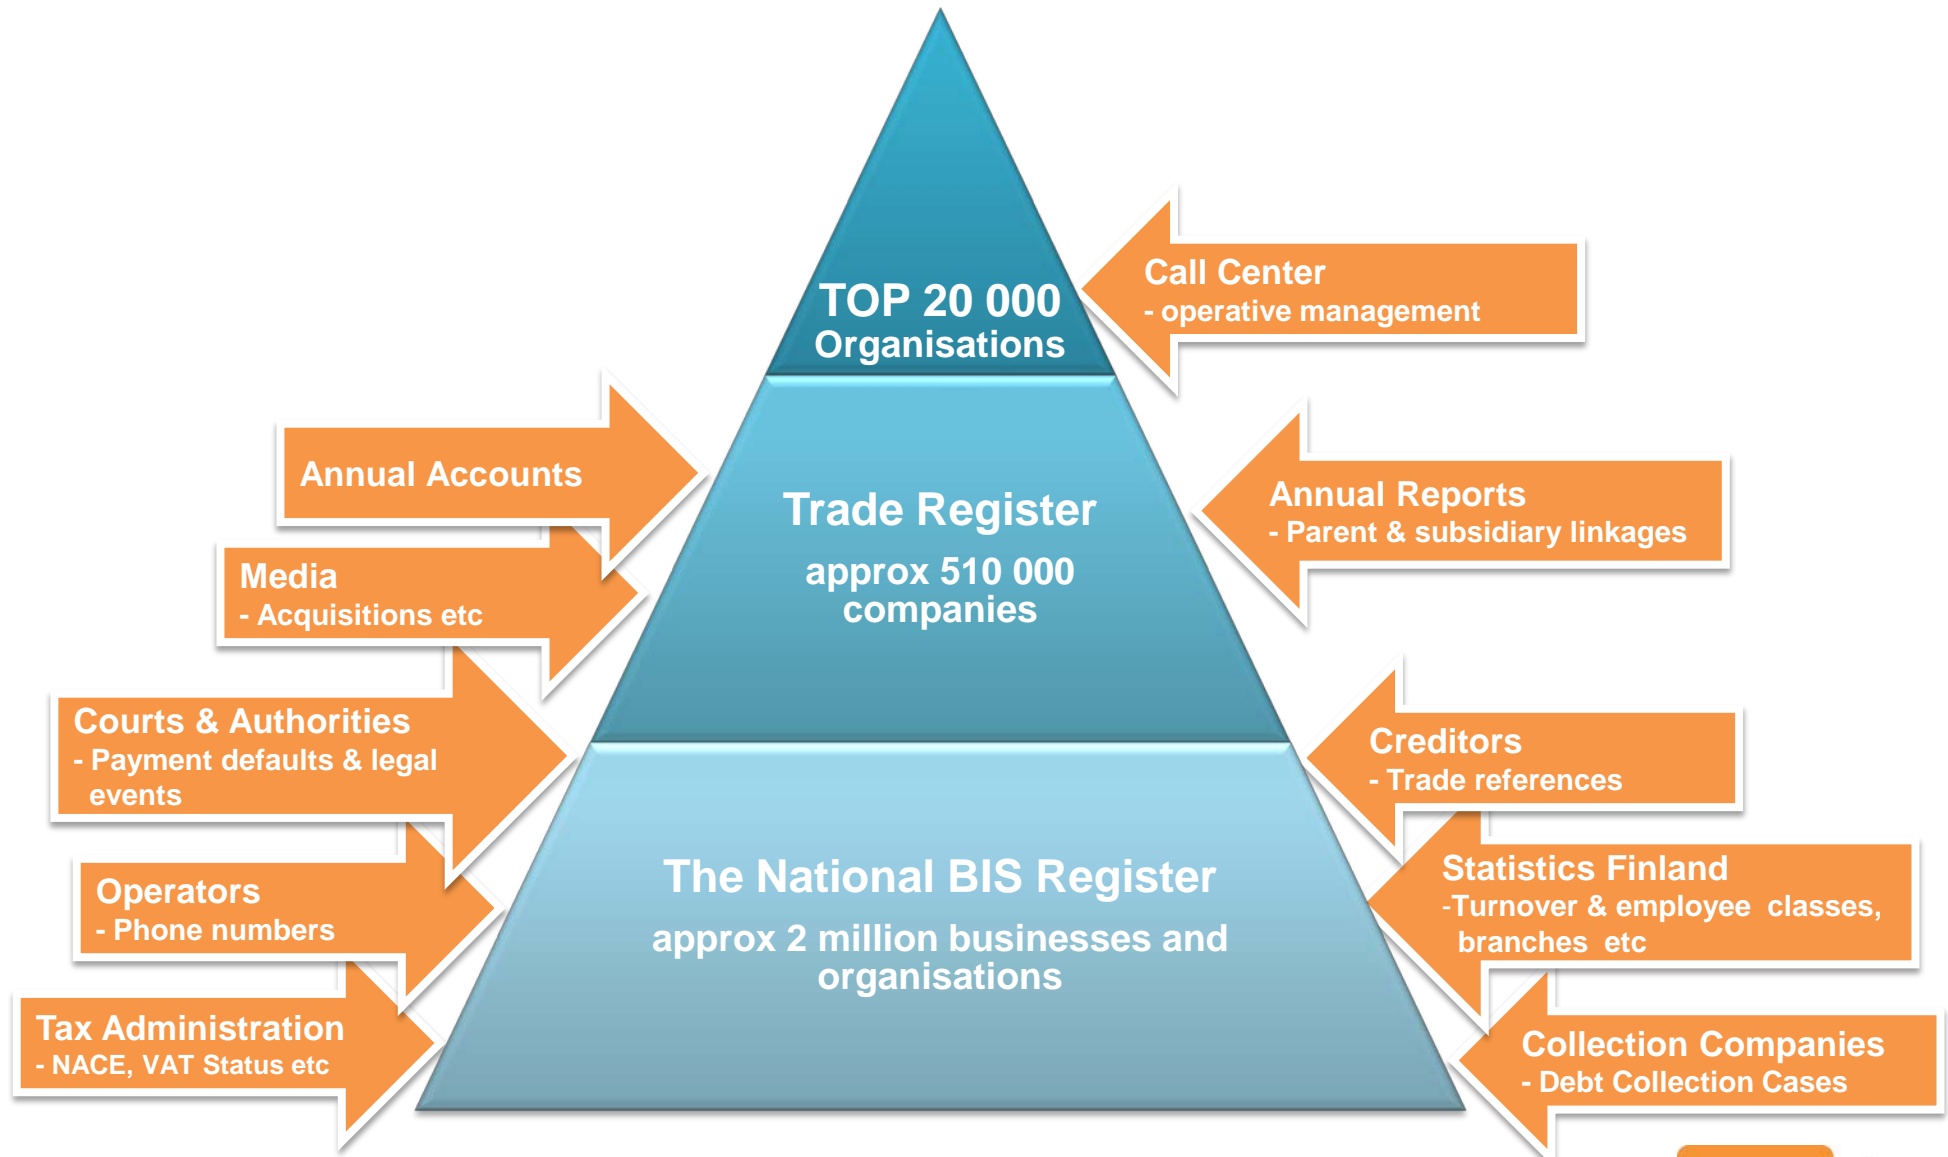 TOP 20 000
Organisations
Call Center
- operative management
Annual Accounts
Trade Register
approx 510 000
companies
Annual Reports
- Parent & subsidiary linkages
Media
- Acquisitions etc
Courts & Authorities
- Payment defaults & legal
events
Creditors
- Trade references
The National BIS Register
approx 2 million businesses and
organisations
Operators
- Phone numbers
Statistics Finland
-Turnover & employee classes,
branches etc
Tax Administration
- NACE, VAT Status etc
Collection Companies
- Debt Collection Cases